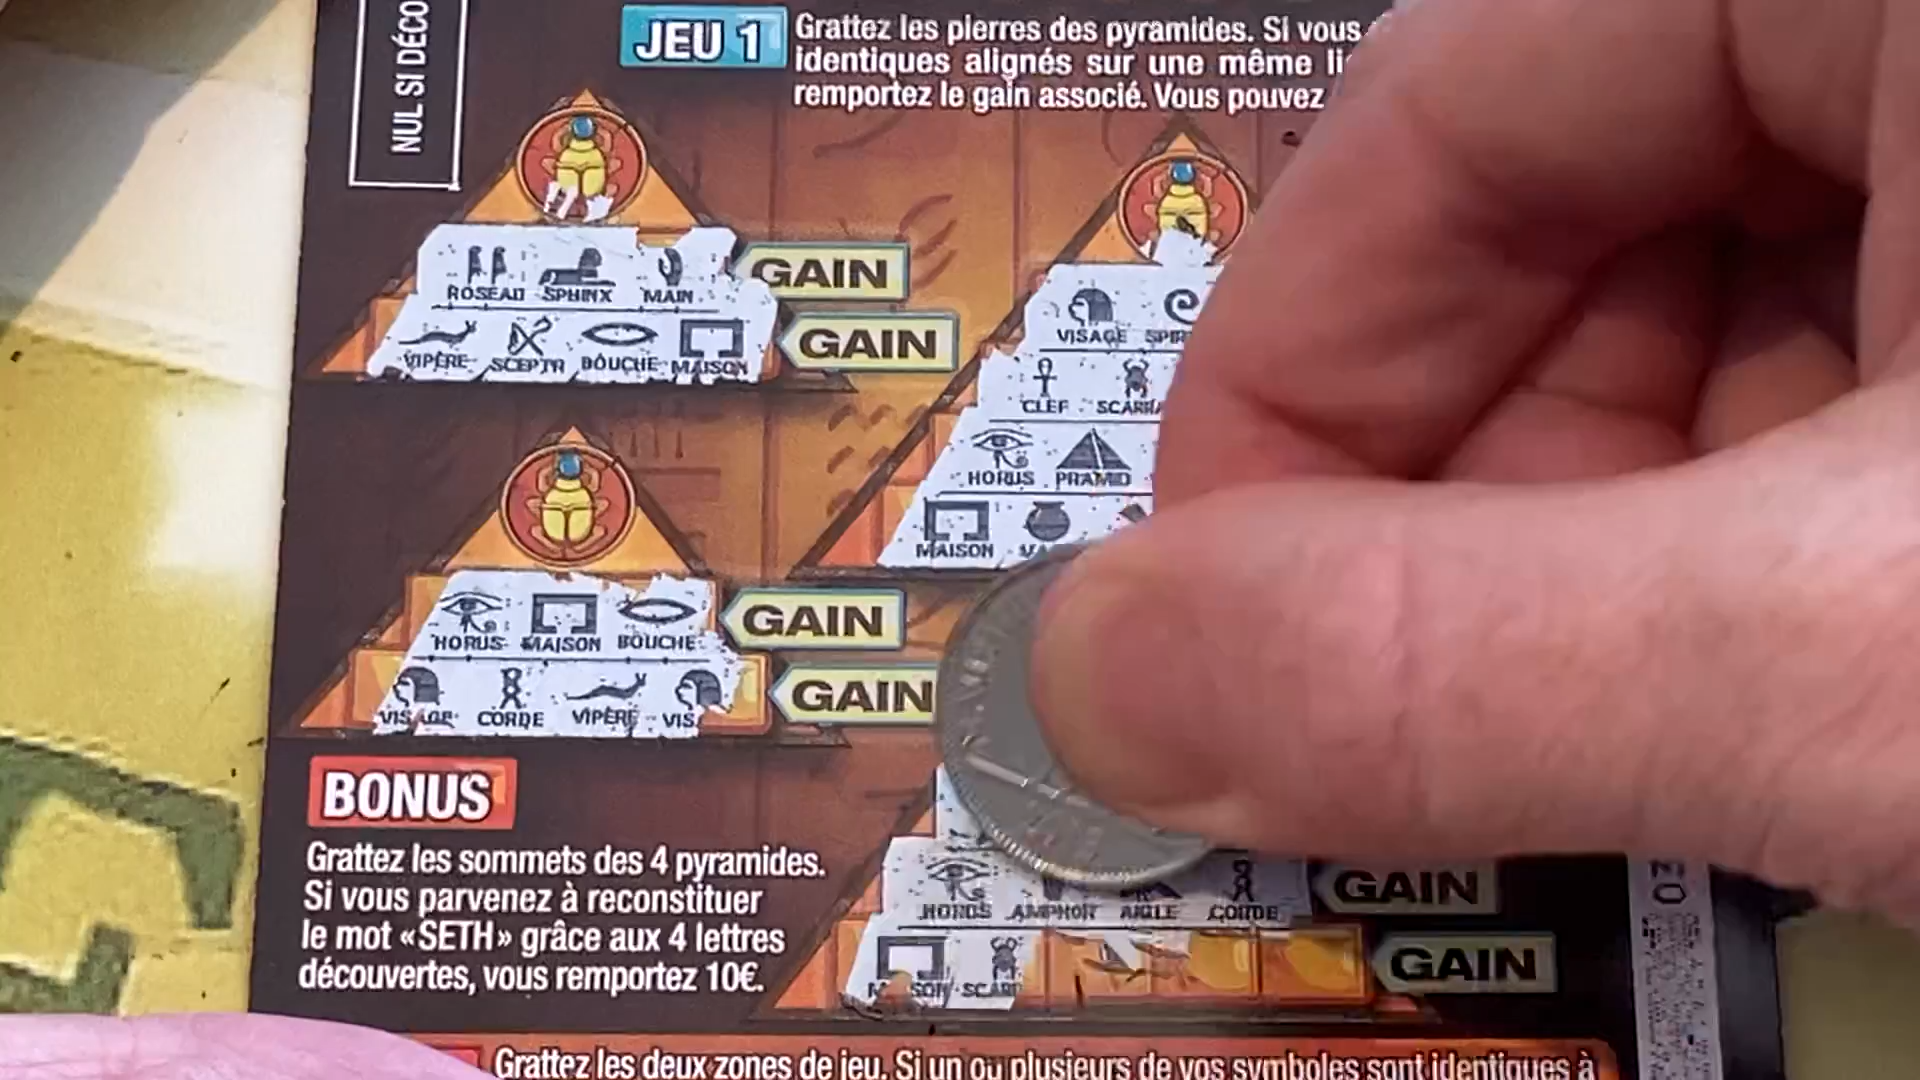 NUL SI DÉCO
JEU 1
Grattez les pierres des pyramides. Si vous
identiques alignés sur une même
remportez le gain associé. Vous pouvez
ROSEAU SPHINX MAIN
GAIN
VIPÈRE SCEPTR BOUCHE MAISON
GAIN
VISAGE SPIR
CLEF SCARA
HORUS PRAMID
MAISON
HORUS MAISON BOUCHE
GAIN
VISAGE CORDE VIPÈRE VIS
GAIN
BONUS
Grattez les sommets des 4 pyramides.
Si vous parvenez à reconstituer
le mot «SETH» grâce aux 4 lettres
découvertes, vous remportez 10€.
HORUS AMPHOR AIGLE CORDE
GAIN
SCARA
GAIN
Grattez les deux zones de jeu. Si un ou plusieurs de vos symboles sont identiques à